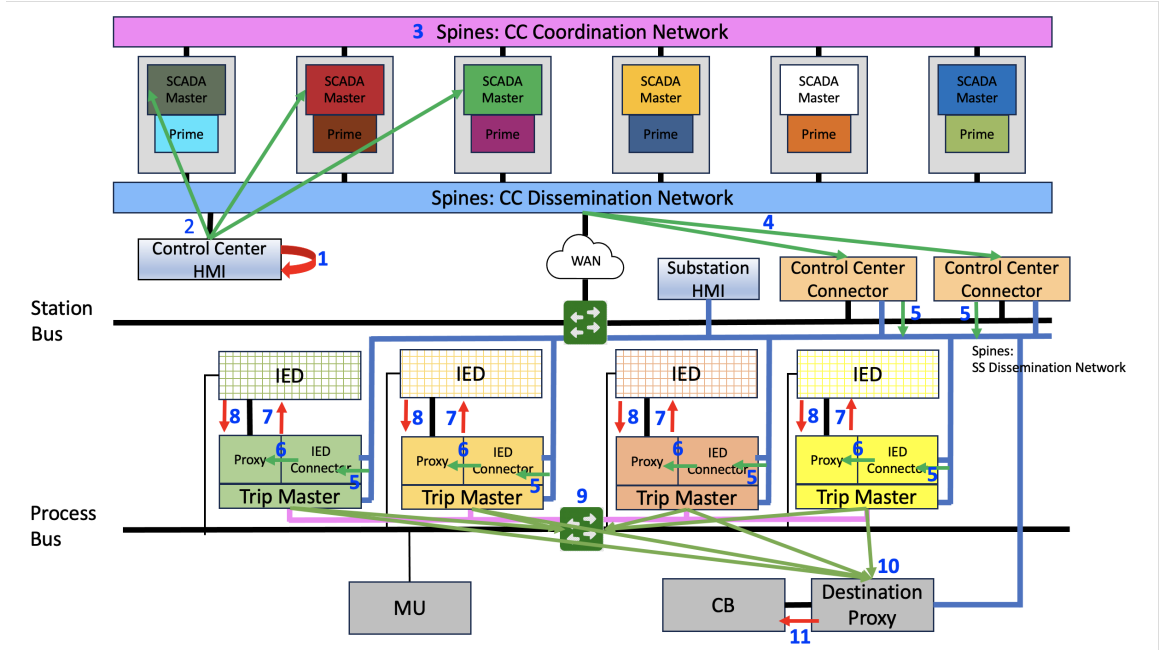 3 Spines: CC Coordination Network
SCADA
Master
Prime
SCADA
Master
Prime
SCADA
Master
Prime
SCADA
Master
Prime
SCADA
Master
Prime
SCADA
Master
Prime
Spines: CC Dissemination Network
2
4
Control Center
HMI
1
WAN
Substation
HMI
Control Center
Connector
Control Center
Connector
5
5
Station
Bus
Spines:
SS Dissemination Network
IED
IED
IED
IED
8
7
8
7
8
7
8
7
Proxy
6
IED
Connector
5
Trip Master
Proxy
6
IED
Connector
5
Trip Master
Proxy
6
IED
Connector
5
Trip Master
Proxy
6
IED
Connector
5
Trip Master
9
Process
Bus
10
MU
CB
Destination
Proxy
11